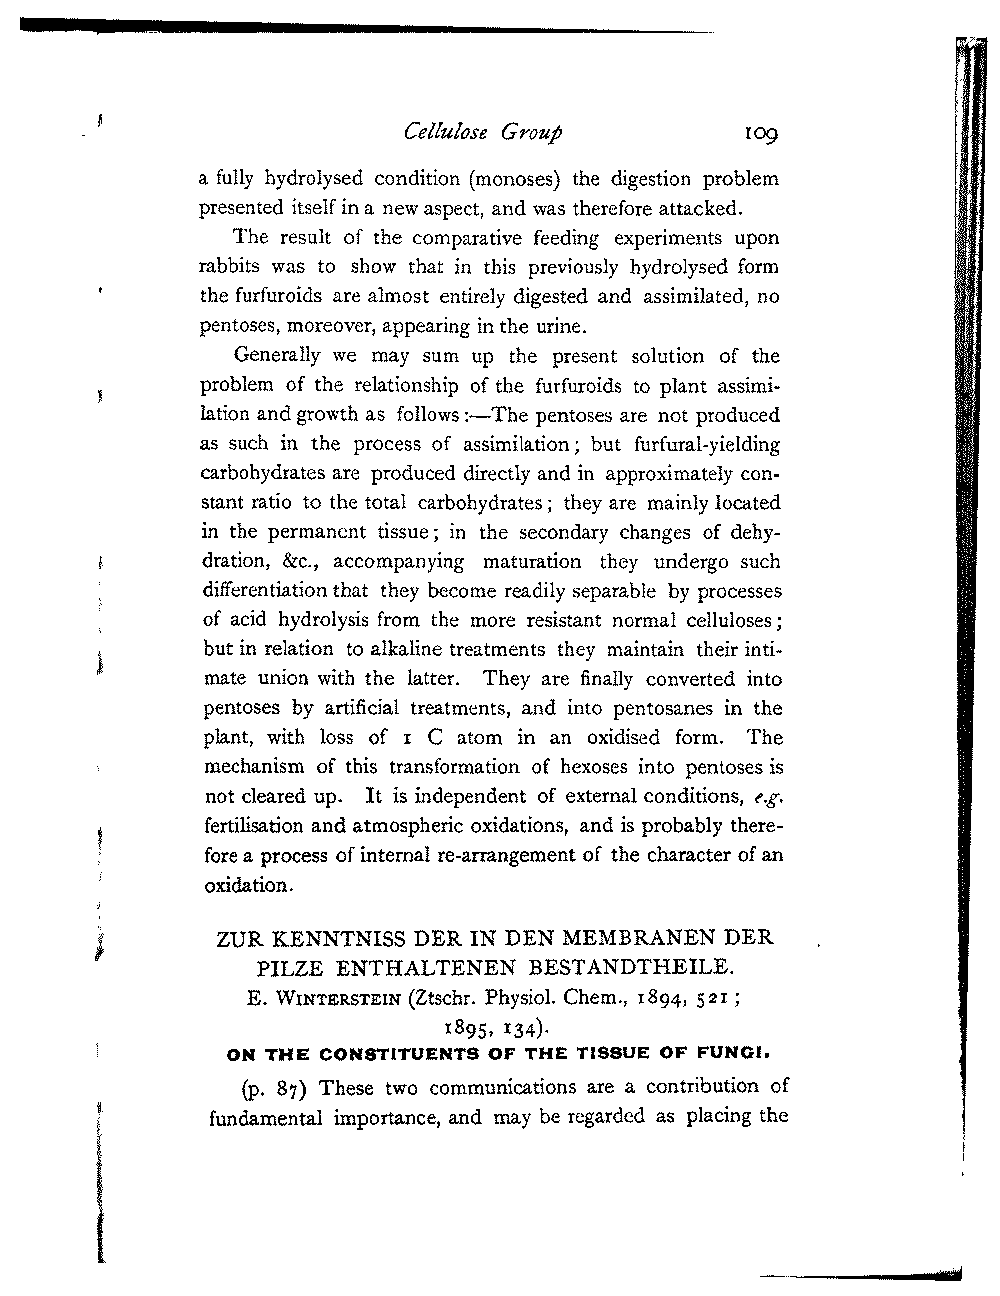 Cellulose Group 109
a fully hydrolysed condition (monoses) the digestion problem
presented itself in a new aspect, and was therefore attacked.
The result of the comparative feeding experiments upon
rabbits was to show that in this previously hydrolysed form
the furfuroids are almost entirely digested and assimilated, no
pentoses, moreover, appearing in the urine.
Generally we may sum up the present solution of the
problem of the relationship of the furfuroids to plant assimi-
lation and growth as follows:—The pentoses are not produced
as such in the process of assimilation; but furfural-yielding
carbohydrates are produced directly and in approximately con-
stant ratio to the total carbohydrates; they are mainly located
in the permanent tissue; in the secondary changes of dehy-
dration, &c., accompanying maturation they undergo such
differentiation that they become readily separable by processes
of acid hydrolysis from the more resistant normal celluloses;
but in relation to alkaline treatments they maintain their inti-
mate union with the latter. They are finally converted into
pentoses by artificial treatments, and into pentosanes in the
plant, with loss of 1 C atom in an oxidised form. The
mechanism of this transformation of hexoses into pentoses is
not cleared up. It is independent of external conditions, e.g.
fertilisation and atmospheric oxidations, and is probably there-
fore a process of internal re-arrangement of the character of an
oxidation.
ZUR KENNTNISS DER IN DEN MEMBRANEN DER
PILZE ENTHALTENEN BESTANDTHEILE.
E. WINTERSTEIN (Ztschr. Physiol. Chem., 1894, 521;
1895, 134).
ON THE CONSTITUENTS OF THE TISSUE OF FUNGI.
(p. 87) These two communications are a contribution of
fundamental importance, and may be regarded as placing the